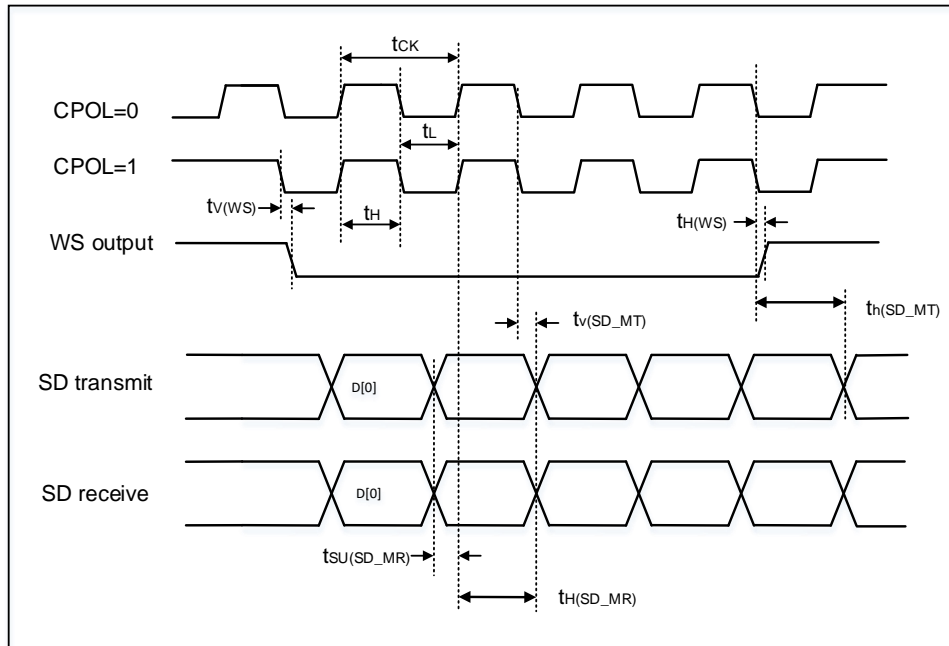 tCK
CPOL=0
tL
CPOL=1
tV(WS)
tH
tH(WS)
WS output
th(SD_MT)
tv(SD_MT)
SD transmit
D[0]
SD receive
D[0]
tSU(SD_MR)
tH(SD_MR)